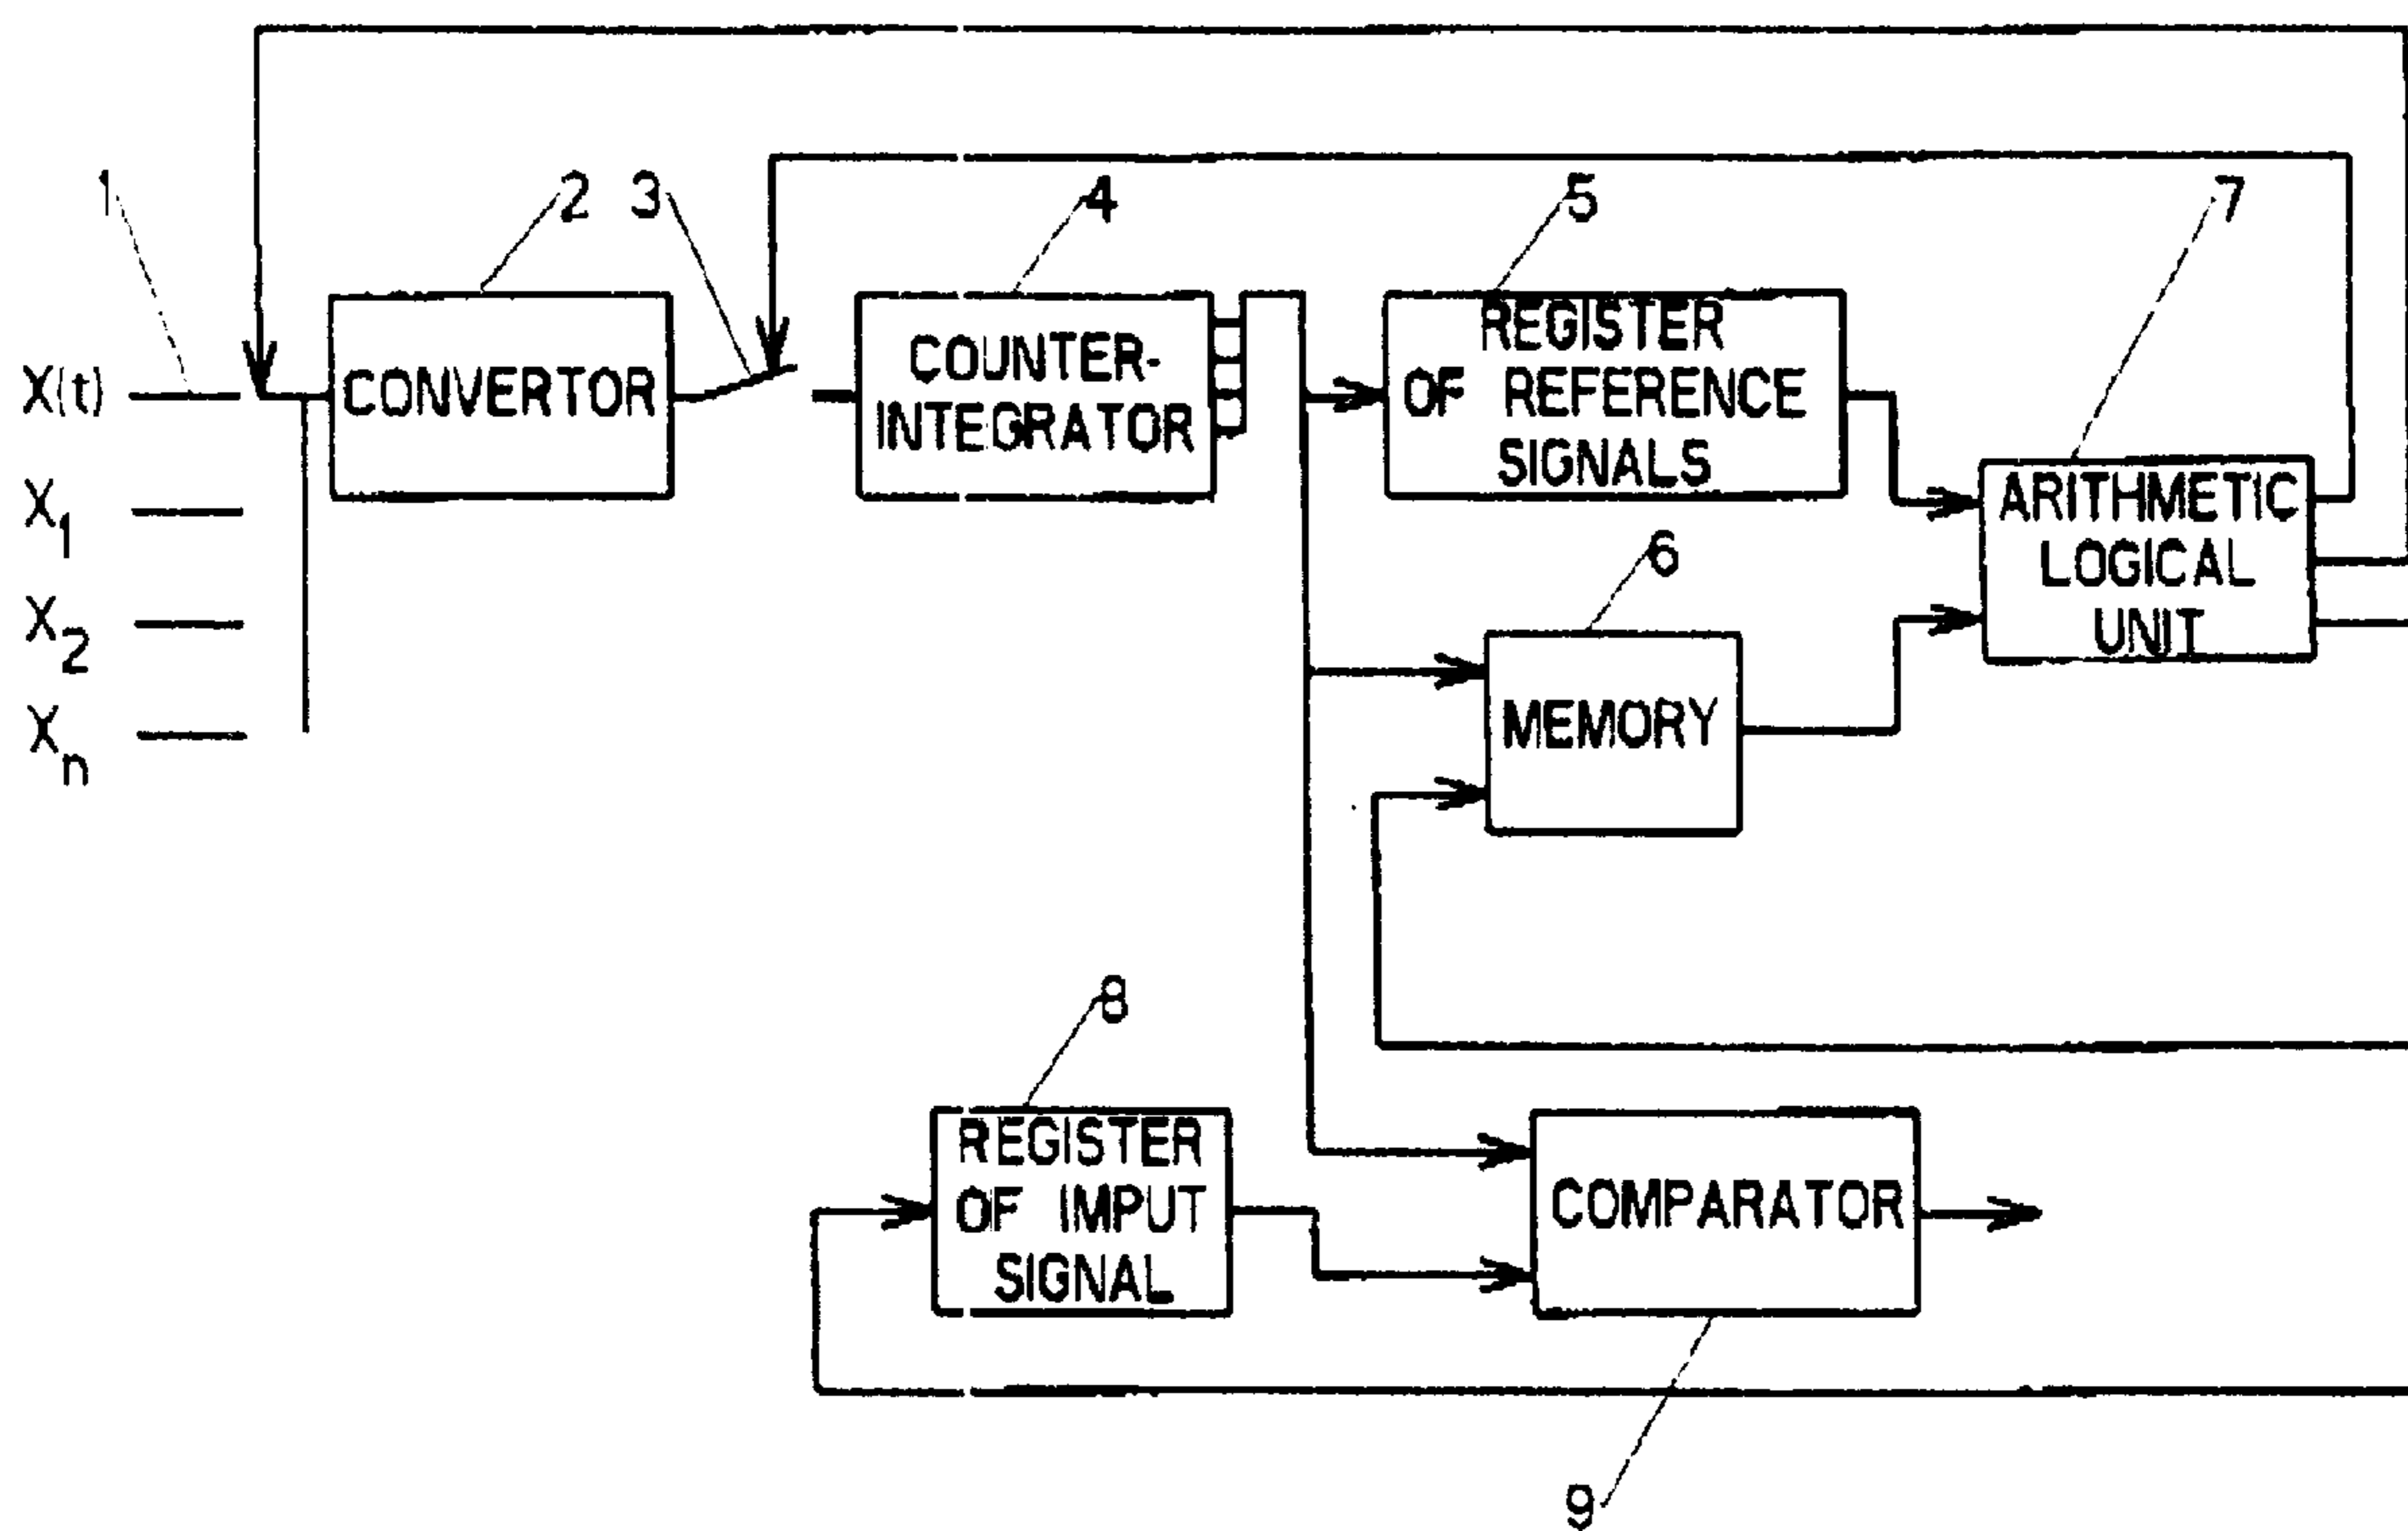 1
2
3
4
5
7
X(t)
X1
X2
Xn
CONVERTOR
COUNTER-
INTEGRATOR
REGISTER
OF REFERENCE
SIGNALS
ARITHMETIC
LOGICAL
UNIT
6
MEMORY
8
REGISTER
OF IMPUT
SIGNAL
COMPARATOR
9